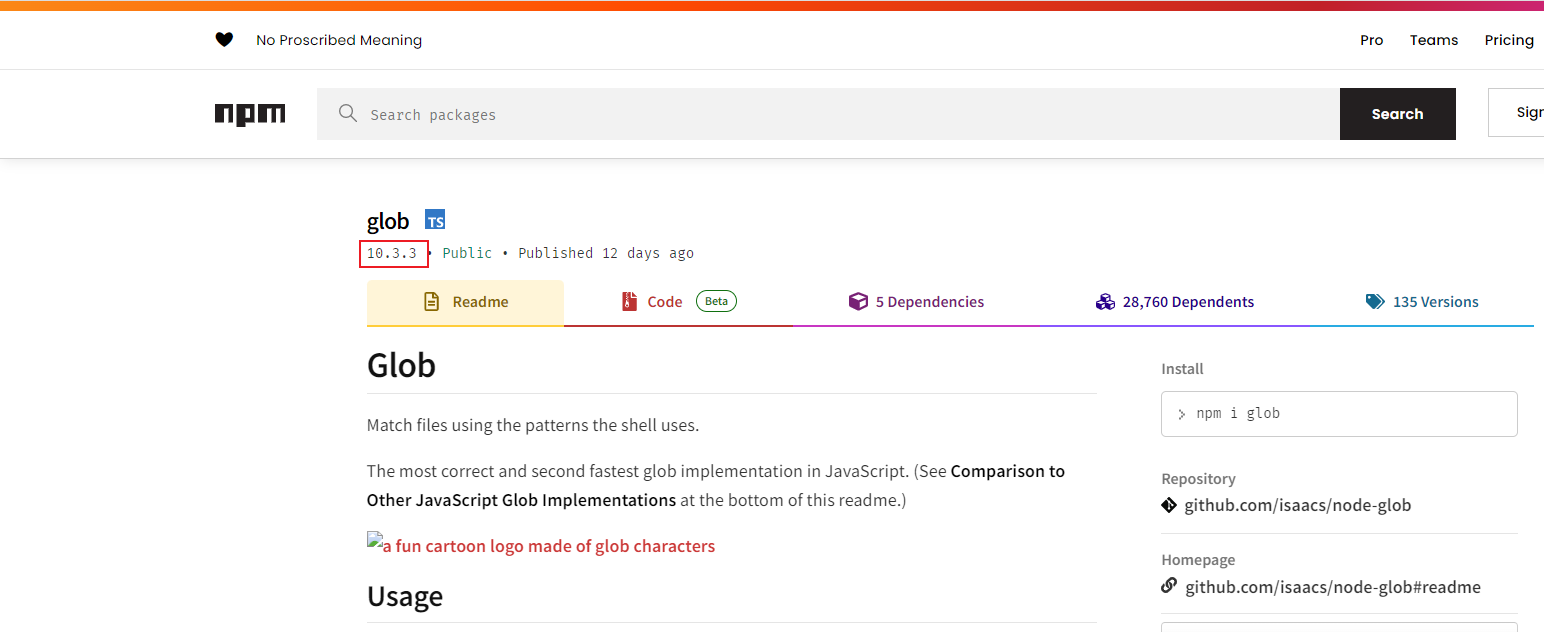 No Proscribed Meaning
Pro Teams Pricing
npm
Search packages
Search
Sign
glob TS
10.3.3 • Public • Published 12 days ago
Readme
Code Beta
5 Dependencies
28,760 Dependents
135 Versions
Glob
Match files using the patterns the shell uses.
The most correct and second fastest glob implementation in JavaScript. (See Comparison to
Other JavaScript Glob Implementations at the bottom of this readme.)
a fun cartoon logo made of glob characters
Usage
Install
> npm i glob
Repository
github.com/isaacs/node-glob
Homepage
github.com/isaacs/node-glob#readme